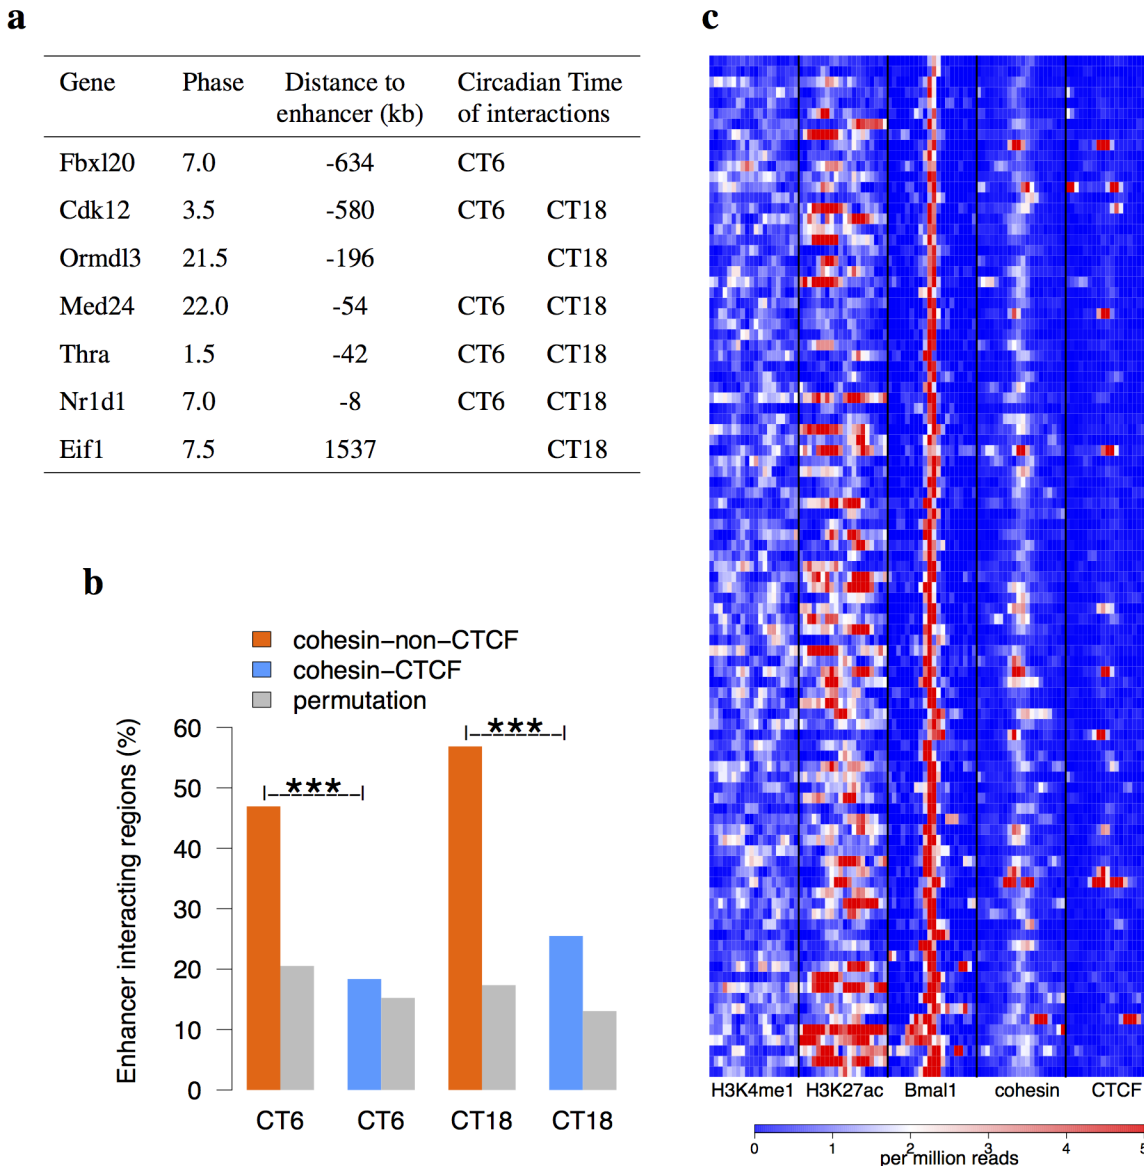 a
Gene Phase Distance to enhancer (kb) Circadian Time of interactions
Fbxl20 7.0 -634 CT6
Cdk12 3.5 -580 CT6 CT18
Ormdl3 21.5 -196 CT18
Med24 22.0 -54 CT6 CT18
Thra 1.5 -42 CT6 CT18
Nr1d1 7.0 -8 CT6 CT18
Eif1 7.5 1537 CT18
b
cohesin-non-CTCF
cohesin-CTCF
permutation
Enhancer interacting regions (%)
60
50
40
30
20
10
0
***
***
CT6 CT6 CT18 CT18
c
H3K4me1 H3K27ac Bmal1 cohesin CTCF
0 1 2 3 4 5
per million reads